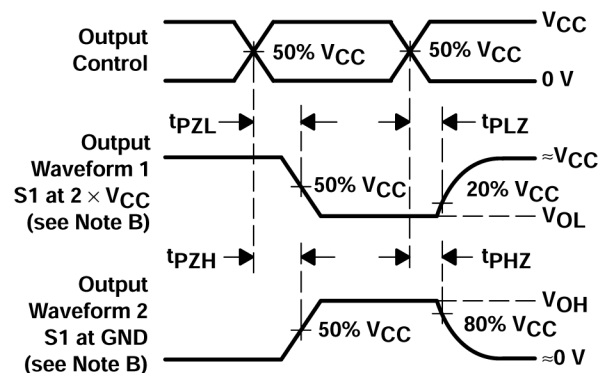 Output
Control
50% VCC
50% VCC
VCC
0 V
tPZL
tPLZ
Output
Waveform 1
S1 at 2 × VCC
(see Note B)
50% VCC
≈VCC
20% VCC
VOL
tPZH
tPHZ
Output
Waveform 2
S1 at GND
(see Note B)
50% VCC
VOH
80% VCC
≈0 V